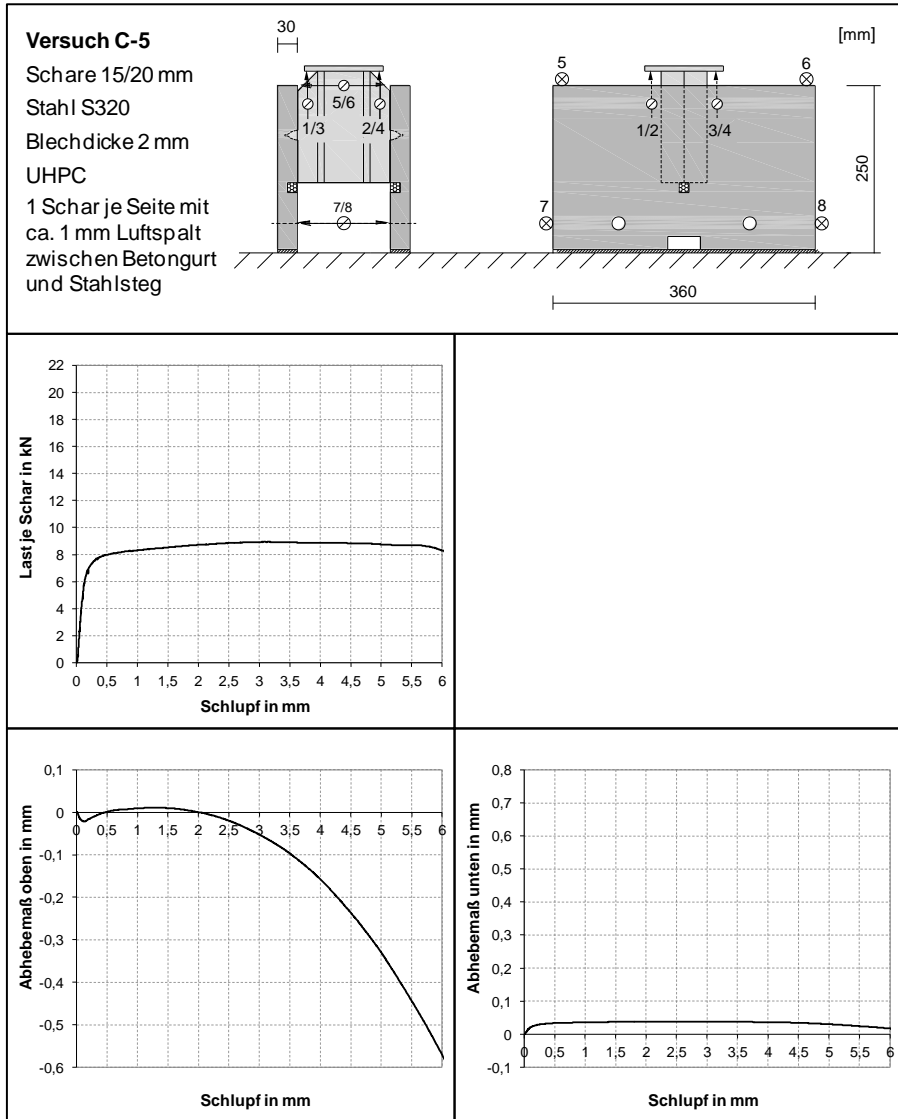 Versuch C-5
Schare 15/20 mm
Stahl S320
Blechdicke 2 mm
UHPC
1 Schar je Seite mit
ca. 1 mm Luftspalt
zwischen Betongurt
und Stahlsteg
30
5/6
1/3 2/4
7/8
[mm]
5 6
1/2 3/4
7 8
250
360
Last je Schar in kN
22
20
18
16
14
12
10
8
6
4
2
0
0 0,5 1 1,5 2 2,5 3 3,5 4 4,5 5 5,5 6
Schlupf in mm
Abhebemaß oben in mm
0,1
0
0 0,5 1 1,5 2 2,5 3 3,5 4 4,5 5 5,5 6
-0,1
-0,2
-0,3
-0,4
-0,5
-0,6
Schlupf in mm
Abhebemaß unten in mm
0,8
0,7
0,6
0,5
0,4
0,3
0,2
0,1
0
-0,1
0 0,5 1 1,5 2 2,5 3 3,5 4 4,5 5 5,5 6
Schlupf in mm